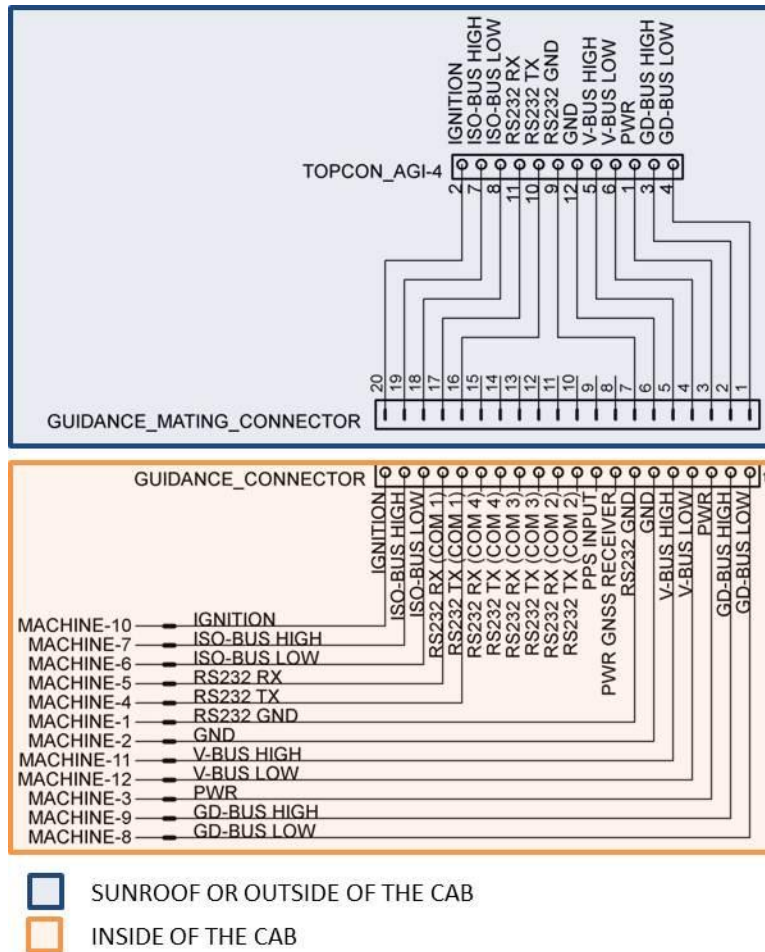 IGNITION
ISO-BUS HIGH
ISO-BUS LOW
RS232 RX
RS232 TX
RS232 GND
GND
V-BUS HIGH
V-BUS LOW
PWR
GD-BUS HIGH
GD-BUS LOW
TOPCON_AGI-4
2 7 8 11 10 9 12 5 6 1 3 4
20 19 18 17 16 15 14 13 12 11 10 9 8 7 6 5 4 3 2 1
GUIDANCE_MATING_CONNECTOR
GUIDANCE_CONNECTOR
IGNITION
ISO-BUS HIGH
ISO-BUS LOW
RS232 RX (COM 1)
RS232 TX (COM 1)
RS232 RX (COM 4)
RS232 TX (COM 4)
RS232 RX (COM 3)
RS232 TX (COM 3)
RS232 RX (COM 2)
RS232 TX (COM 2)
PPS INPUT
PWR GNSS RECEIVER
RS232 GND
GND
V-BUS HIGH
V-BUS LOW
PWR
GD-BUS HIGH
GD-BUS LOW
MACHINE-10 IGNITION
MACHINE-7 ISO-BUS HIGH
MACHINE-6 ISO-BUS LOW
MACHINE-5 RS232 RX
MACHINE-4 RS232 TX
MACHINE-1 RS232 GND
MACHINE-2 GND
MACHINE-11 V-BUS HIGH
MACHINE-12 V-BUS LOW
MACHINE-3 PWR
MACHINE-9 GD-BUS HIGH
MACHINE-8 GD-BUS LOW
SUNROOF OR OUTSIDE OF THE CAB
INSIDE OF THE CAB